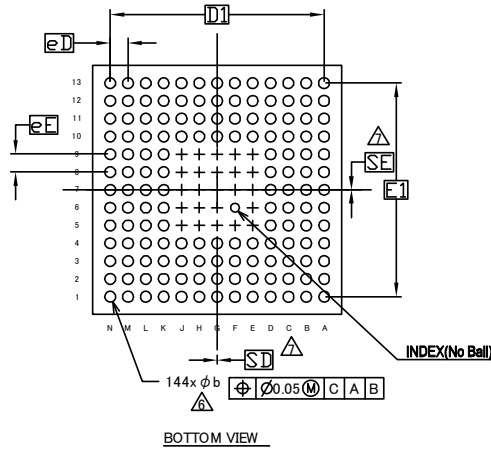 D1
eD
13
12
11
10
9
8
7
6
5
4
3
2
1
eE
7
SE
E1
N M L K J H G F E D C B A
SD
7
INDEX(No Ball)
144x ϕb
6
⌖ Ø0.05 Ⓜ C A B
BOTTOM VIEW